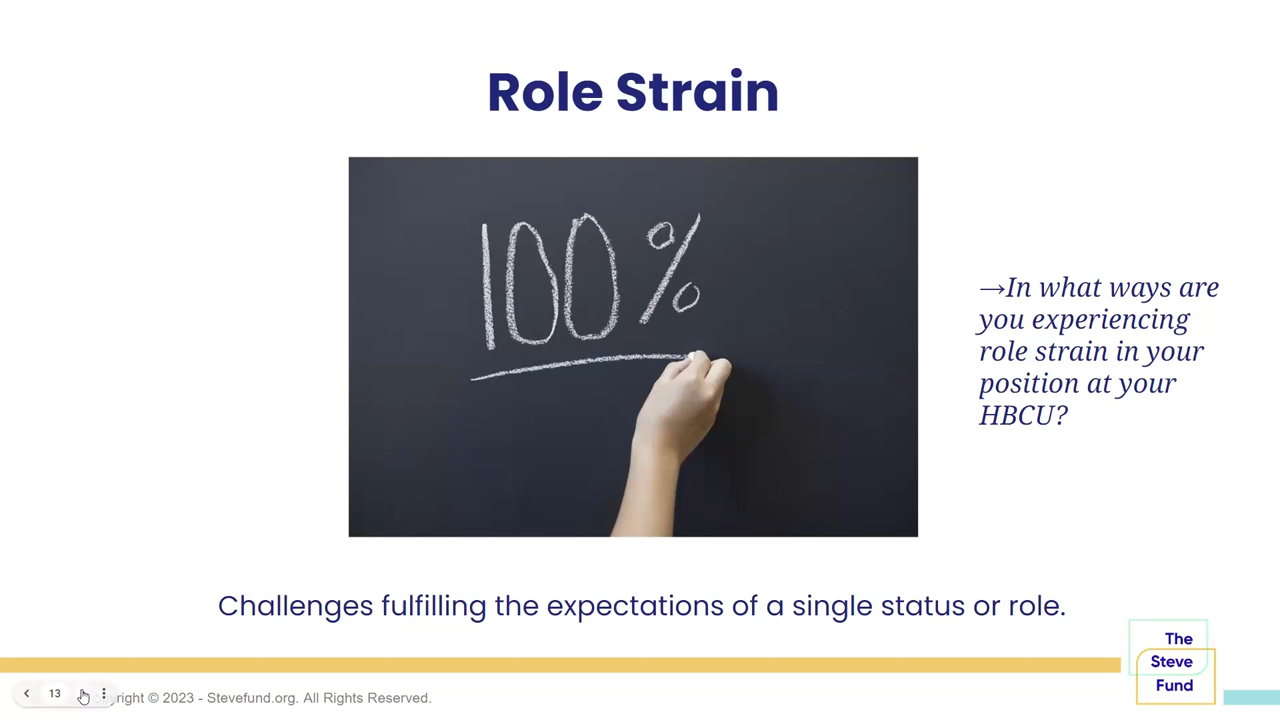 Role Strain
100%
→In what ways are
you experiencing
role strain in your
position at your
HBCU?
Challenges fulfilling the expectations of a single status or role.
The
Steve
Fund
13
right © 2023 - Stevefund.org. All Rights Reserved.